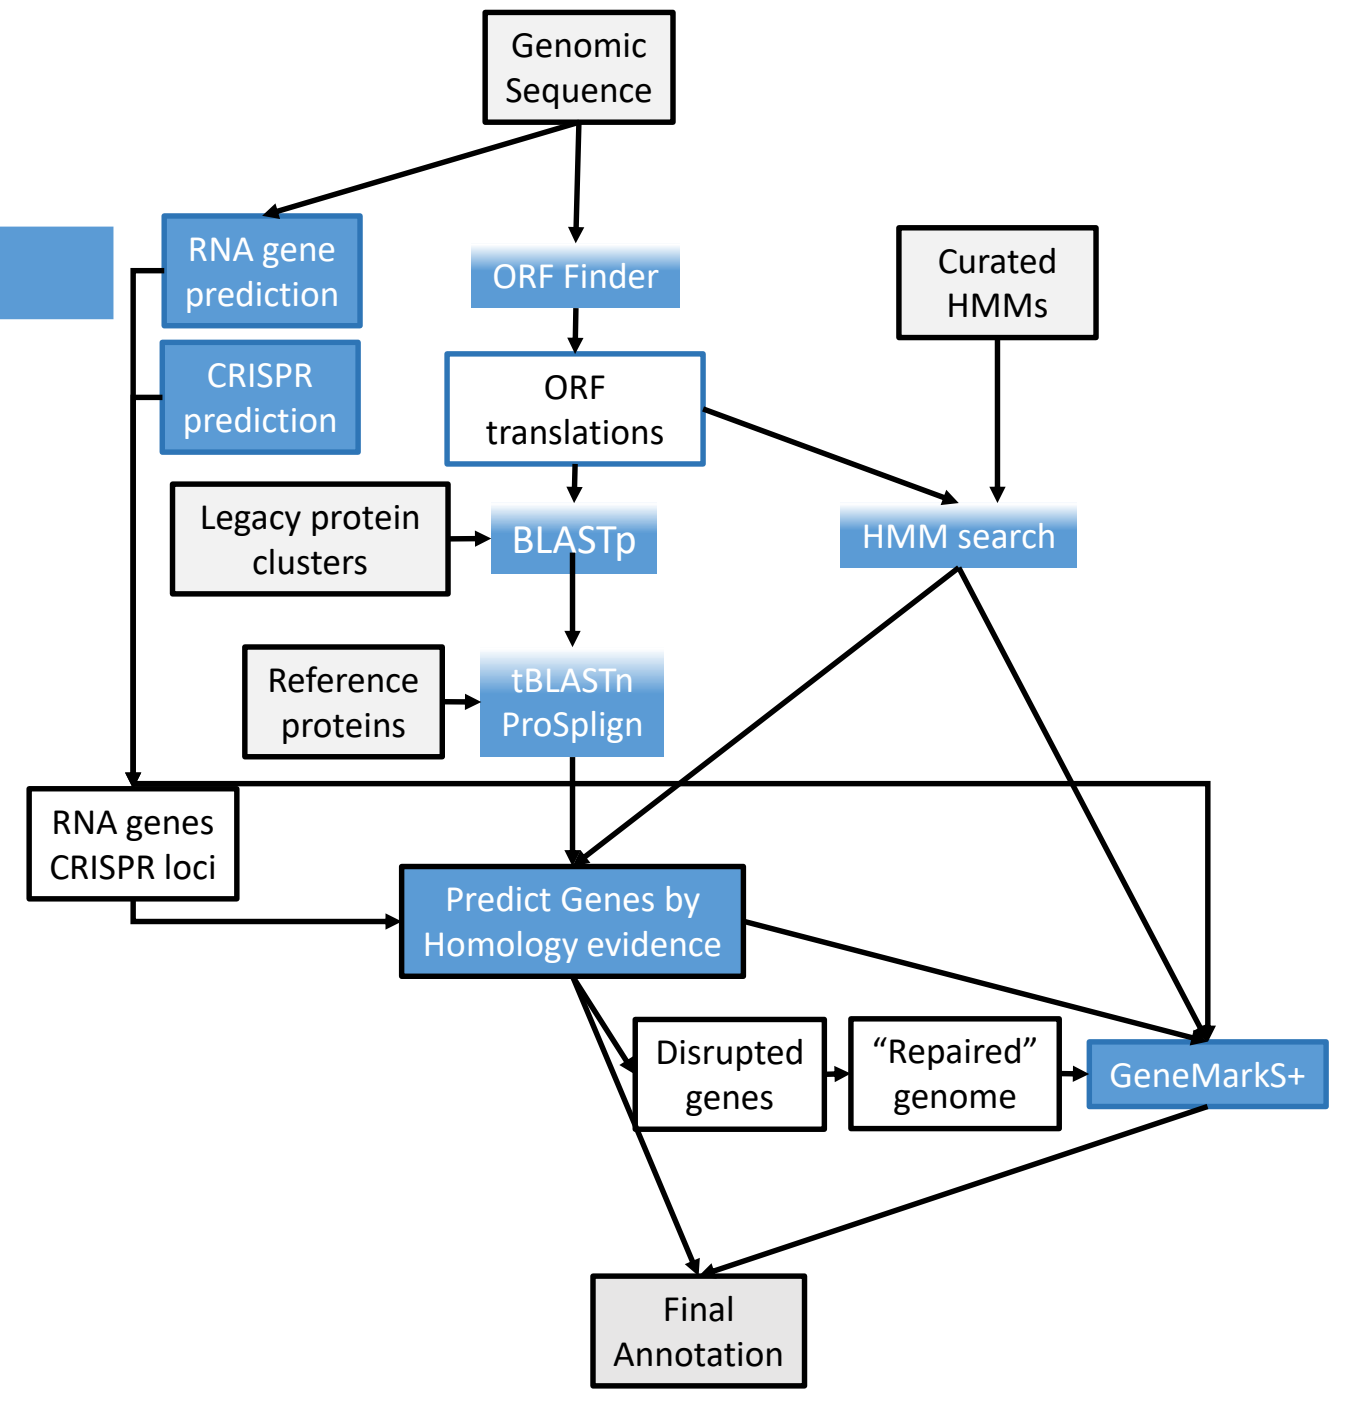 Genomic
Sequence
RNA gene
prediction
ORF Finder
Curated
HMMs
CRISPR
prediction
ORF
translations
Legacy protein
clusters
BLASTp
HMM search
Reference
proteins
tBLASTn
ProSplign
RNA genes
CRISPR loci
Predict Genes by
Homology evidence
Disrupted
genes
“Repaired”
genome
GeneMarkS+
Final
Annotation